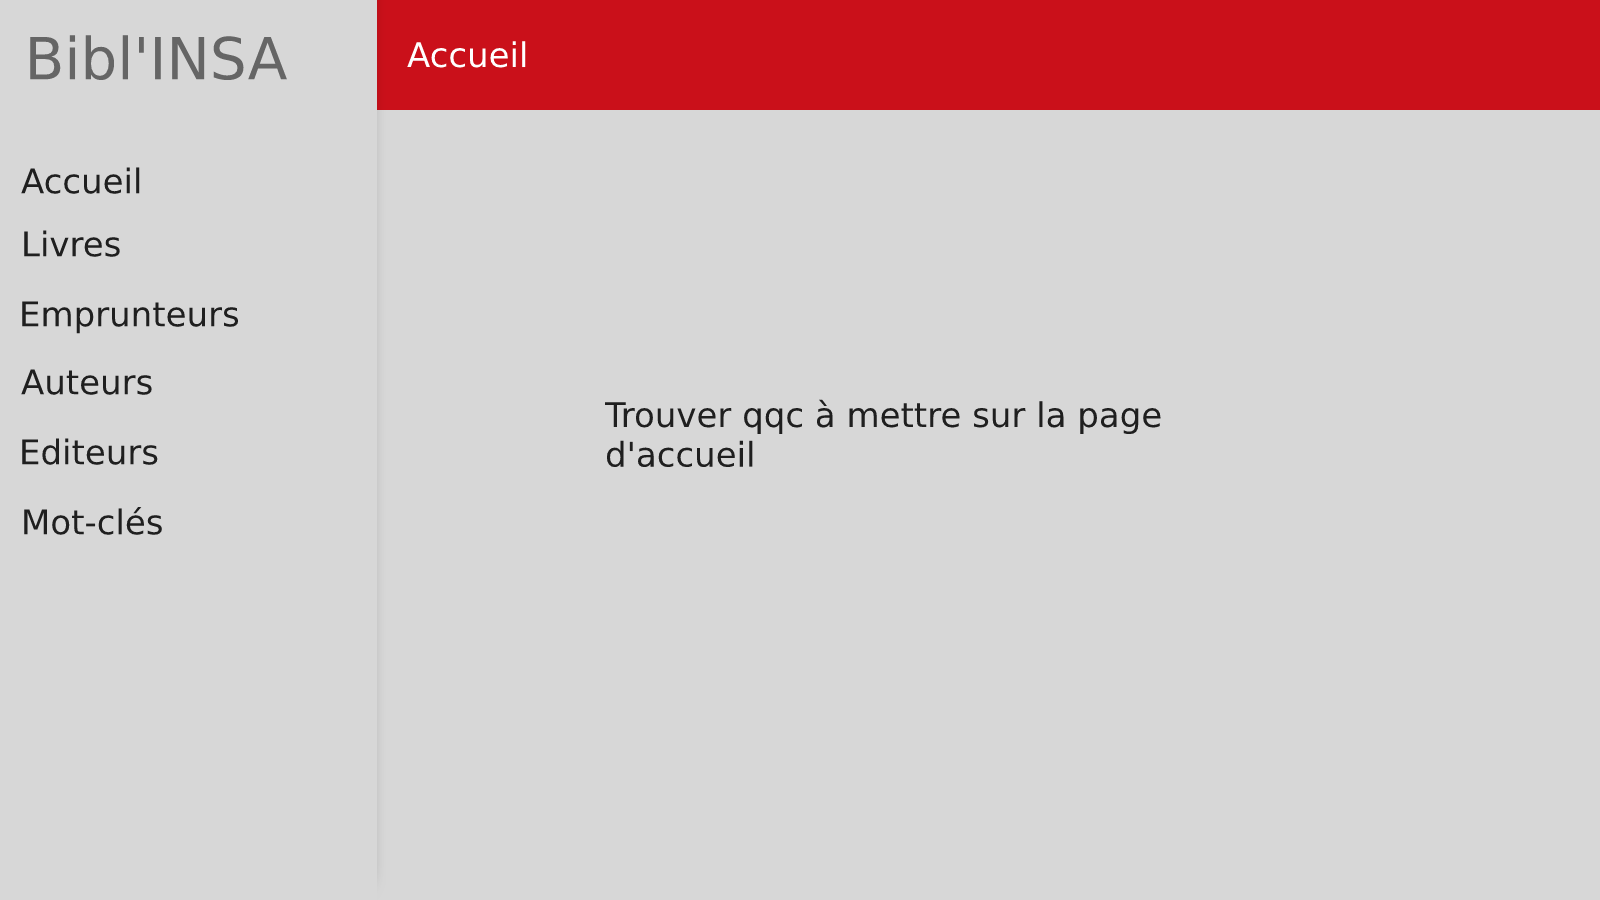 Bibl'INSA
Accueil
Accueil
Livres
Emprunteurs
Auteurs
Editeurs
Mot-clés
Trouver qqc à mettre sur la page
d'accueil